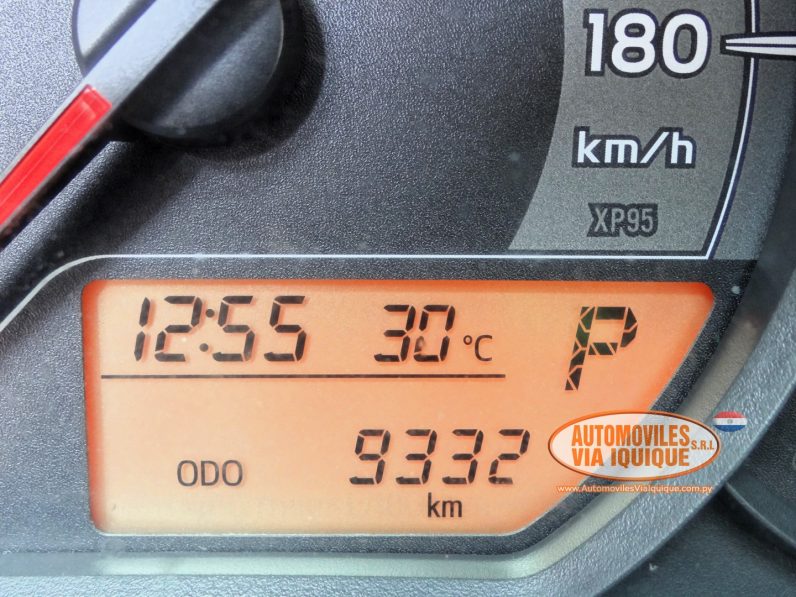 180
km/h
XP95
12:55 30 °C P
ODO 9332
km
AUTOMOVILES
VIA IQUIQUE S.R.L
www.AutomovilesViaIquique.com.py